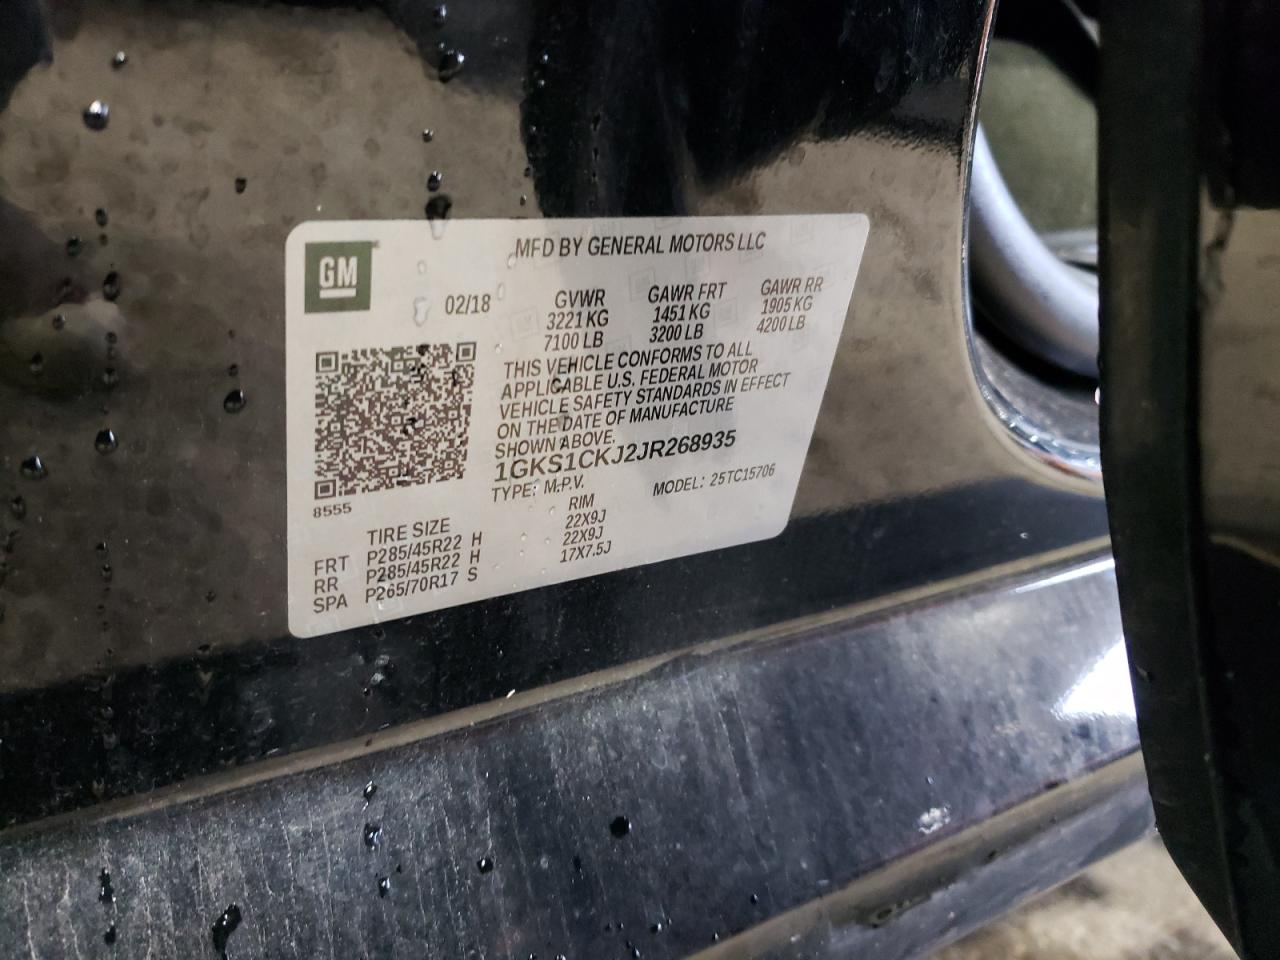 GM
MFD BY GENERAL MOTORS LLC
02/18
GVWR GAWR FRT GAWR RR
3221 KG 1451 KG 1905 KG
7100 LB 3200 LB 4200 LB
THIS VEHICLE CONFORMS TO ALL
APPLICABLE U.S. FEDERAL MOTOR
VEHICLE SAFETY STANDARDS IN EFFECT
ON THE DATE OF MANUFACTURE
SHOWN ABOVE.
1GKS1CKJ2JR268935
TYPE: M.P.V. MODEL: 25TC15706
8555
TIRE SIZE RIM
FRT P285/45R22 H 22X9J
RR P285/45R22 H 22X9J
SPA P265/70R17 S 17X7.5J